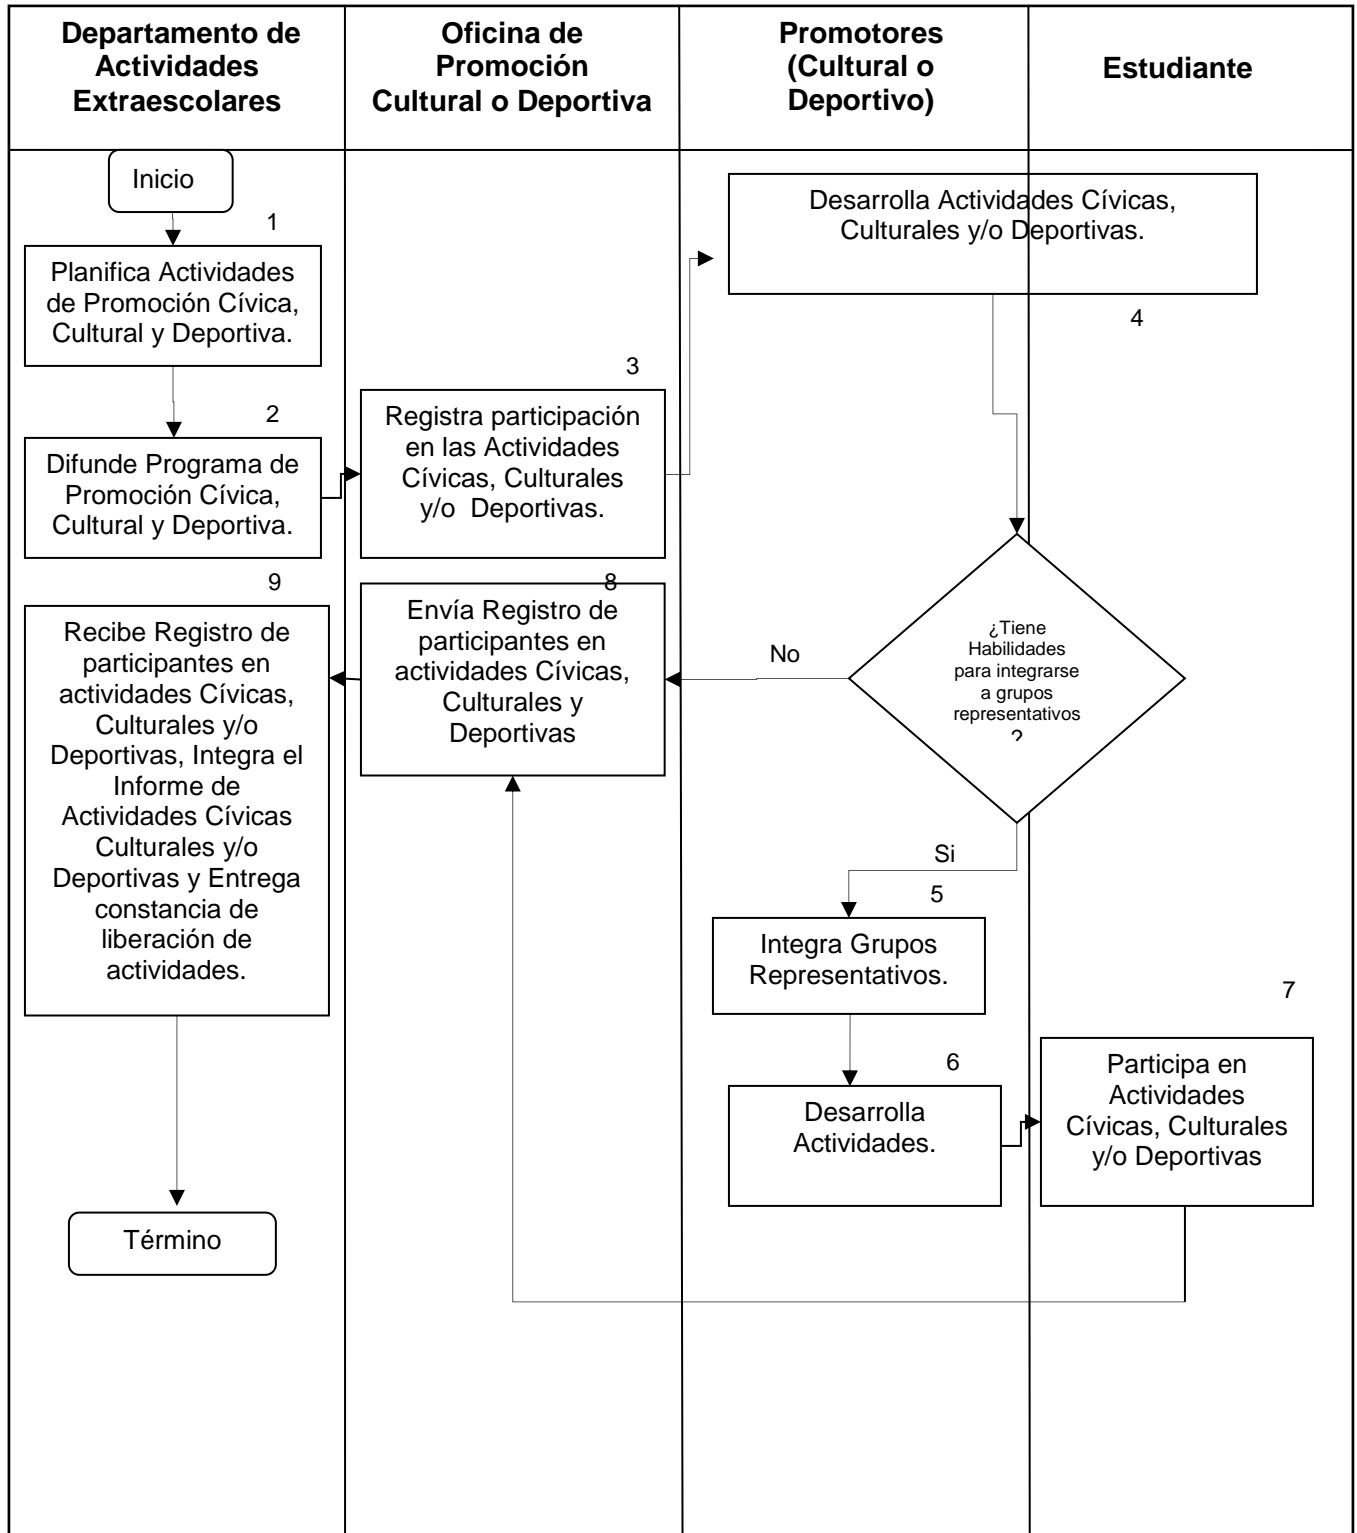 Departamento de
Actividades
Extraescolares
Oficina de
Promoción
Cultural o Deportiva
Promotores
(Cultural o
Deportivo)
Estudiante
Inicio
1
Planifica Actividades
de Promoción Cívica,
Cultural y Deportiva.
2
Difunde Programa de
Promoción Cívica,
Cultural y Deportiva.
3
Registra participación
en las Actividades
Cívicas, Culturales
y/o Deportivas.
Desarrolla Actividades Cívicas,
Culturales y/o Deportivas.
4
¿Tiene
Habilidades
para integrarse
a grupos
representativos
?
No
Si
5
Integra Grupos
Representativos.
6
Desarrolla
Actividades.
7
Participa en
Actividades
Cívicas, Culturales
y/o Deportivas
8
Envía Registro de
participantes en
actividades Cívicas,
Culturales y
Deportivas
9
Recibe Registro de
participantes en
actividades Cívicas,
Culturales y/o
Deportivas, Integra el
Informe de
Actividades Cívicas
Culturales y/o
Deportivas y Entrega
constancia de
liberación de
actividades.
Término